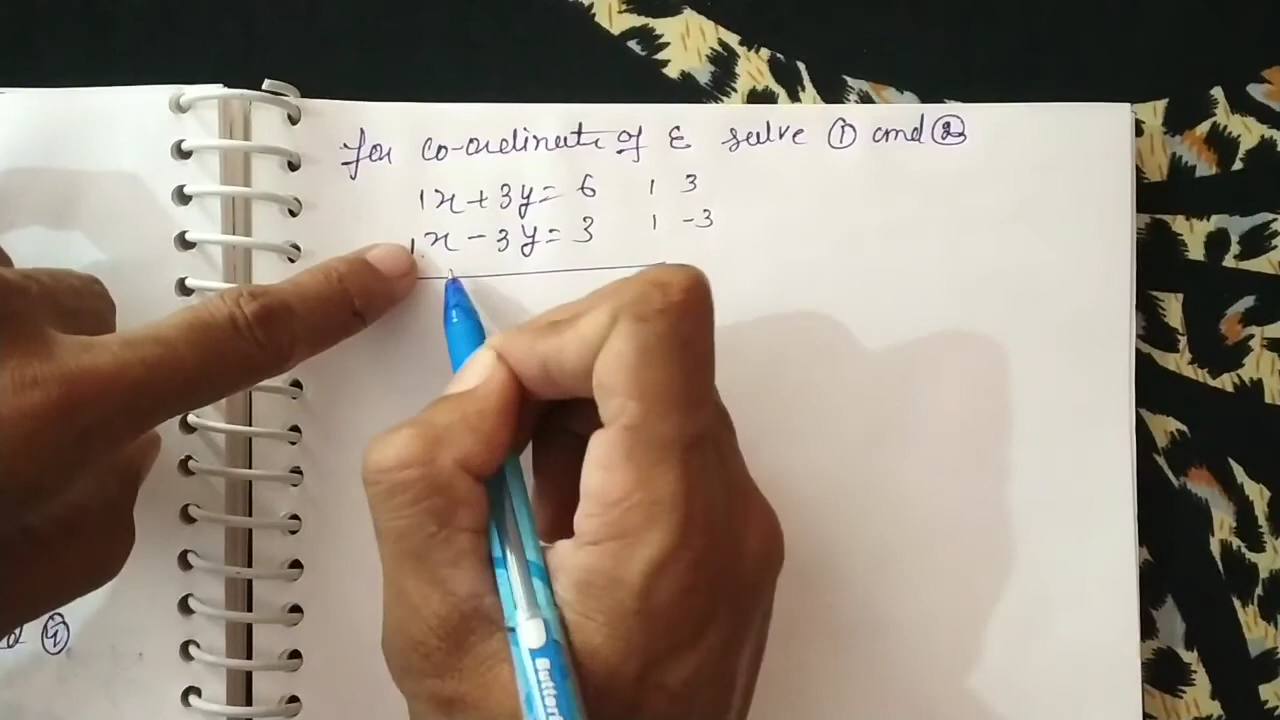 for co-ordinate of E solve ① and ②
1x+3y= 6 1 3
1x-3y= 3 1 -3